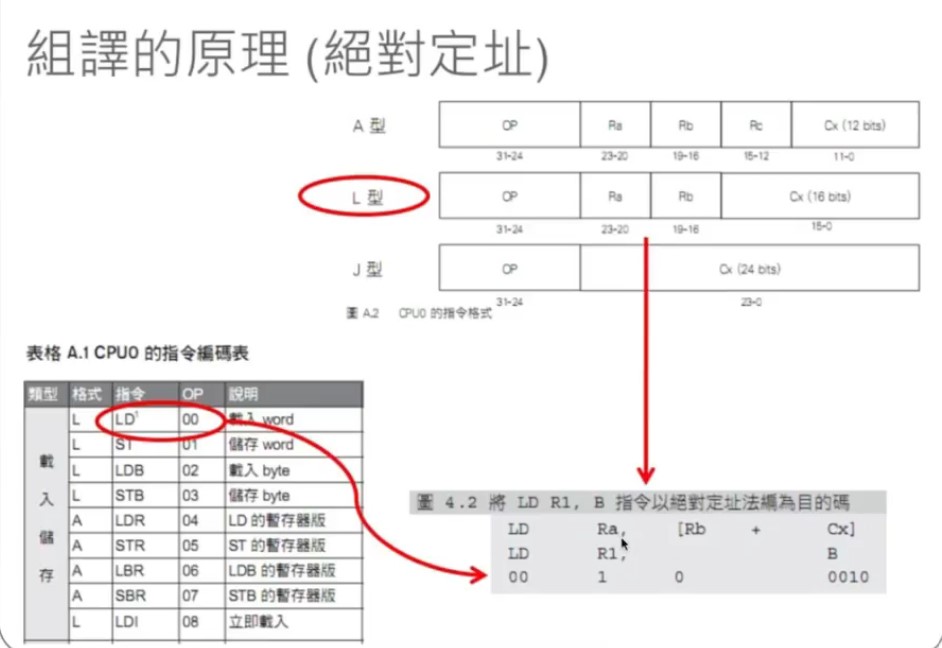 組譯的原理 (絕對定址)
A 型 OP Ra Rb Rc Cx (12 bits)
31-24 23-20 19-16 15-12 11-0
L 型 OP Ra Rb Cx (16 bits)
31-24 23-20 19-16 15-0
J 型 OP Cx (24 bits)
31-24 23-0
圖 A.2 CPU0 的指令格式
表格 A.1 CPU0 的指令編碼表
類型 格式 指令 OP 說明
載入儲存
L LD¹ 00 載入 word
L ST 01 儲存 word
L LDB 02 載入 byte
L STB 03 儲存 byte
A LDR 04 LD 的暫存器版
A STR 05 ST 的暫存器版
A LBR 06 LDB 的暫存器版
A SBR 07 STB 的暫存器版
L LDI 08 立即載入
圖 4.2 將 LD R1, B 指令以絕對定址法編為目的碼
LD Ra, [Rb + Cx]
LD R1, B
00 1 0 0010